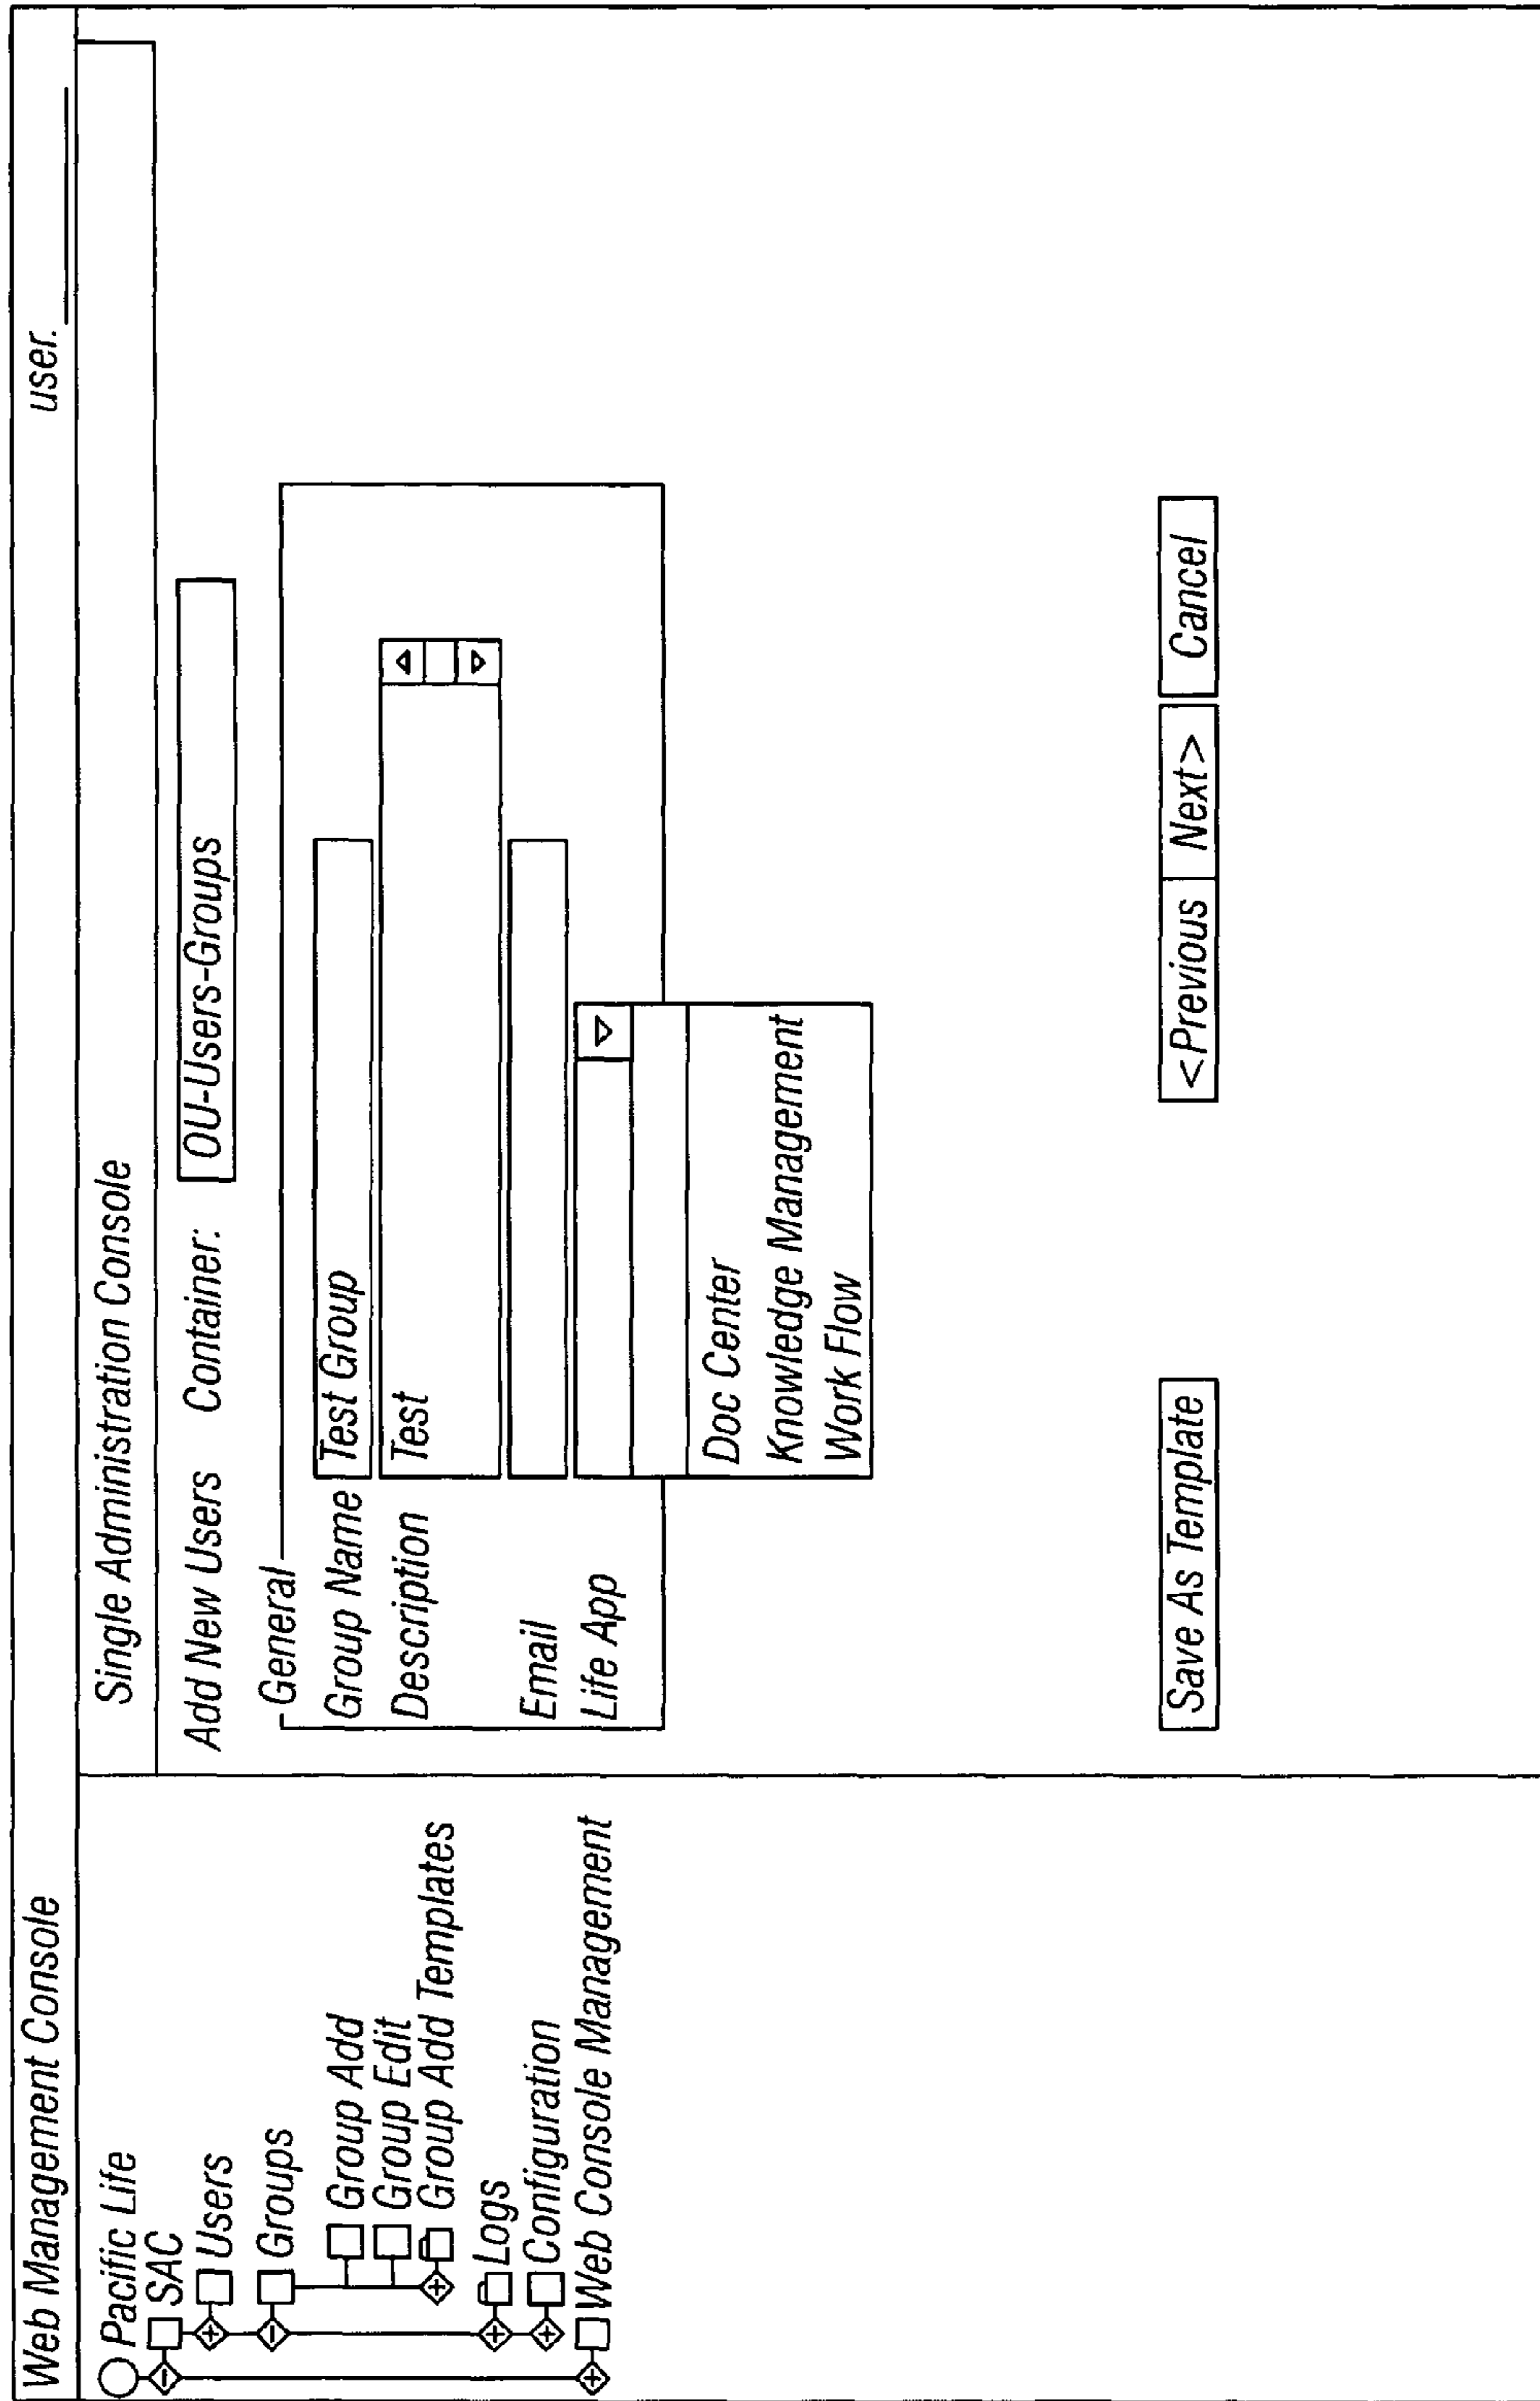 Web Management Console user.
Pacific Life
SAC
Users
Groups
Group Add
Group Edit
Group Add Templates
Logs
Configuration
Web Console Management
Single Administration Console
Add New Users Container: OU-Users-Groups
General
Group Name Test Group
Description Test
Email
Life App
Doc Center
Knowledge Management
Work Flow
Save As Template <Previous Next> Cancel